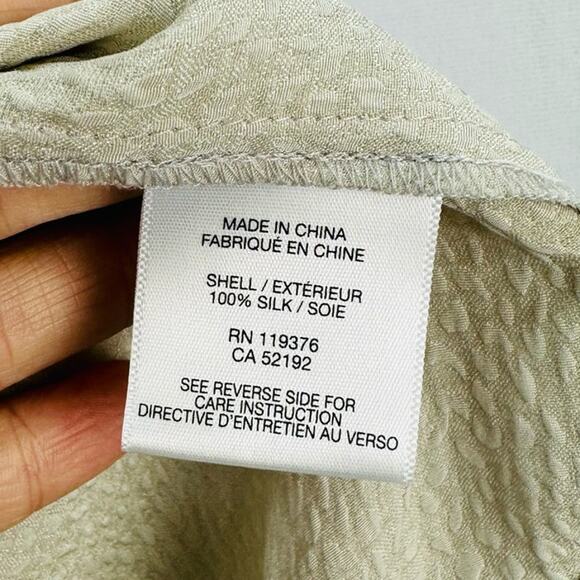 MADE IN CHINA
FABRIQUÉ EN CHINE
SHELL / EXTÉRIEUR
100% SILK / SOIE
RN 119376
CA 52192
SEE REVERSE SIDE FOR
CARE INSTRUCTION
DIRECTIVE D'ENTRETIEN AU VERSO